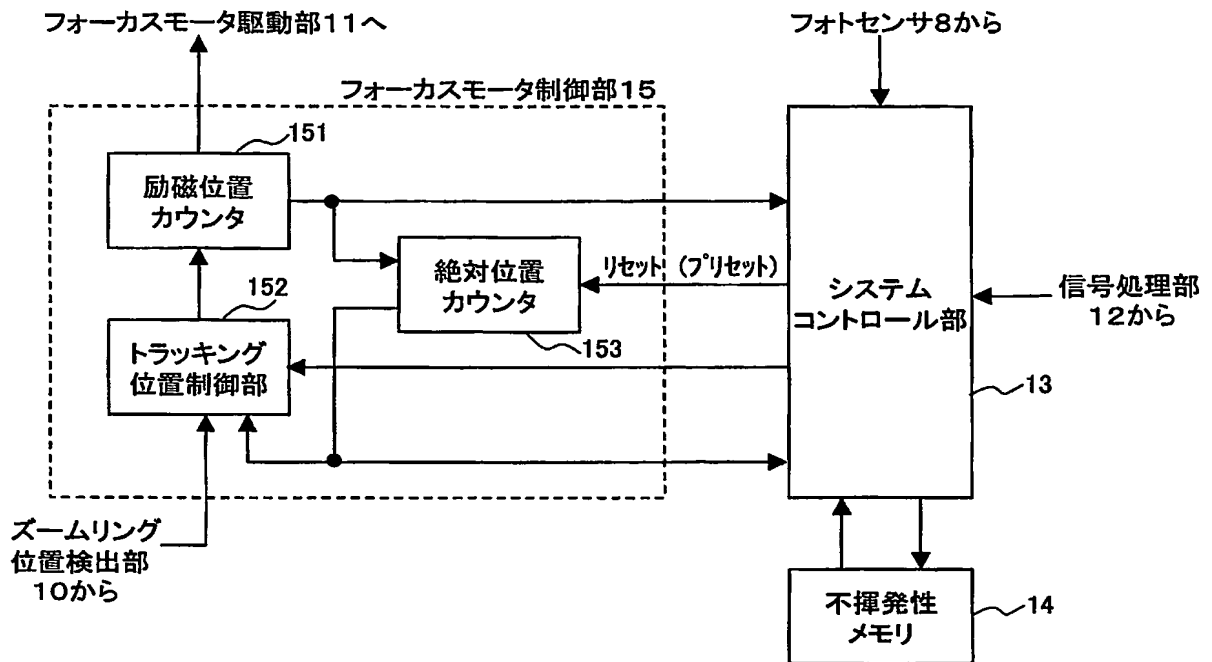 フォーカスモータ駆動部11へ
フォトセンサ8から
フォーカスモータ制御部15
151
励磁位置
カウンタ
絶対位置
カウンタ
153
リセット (プリセット)
システム
コントロール部
13
信号処理部
12から
152
トラッキング
位置制御部
ズームリング
位置検出部
10から
不揮発性
メモリ
14